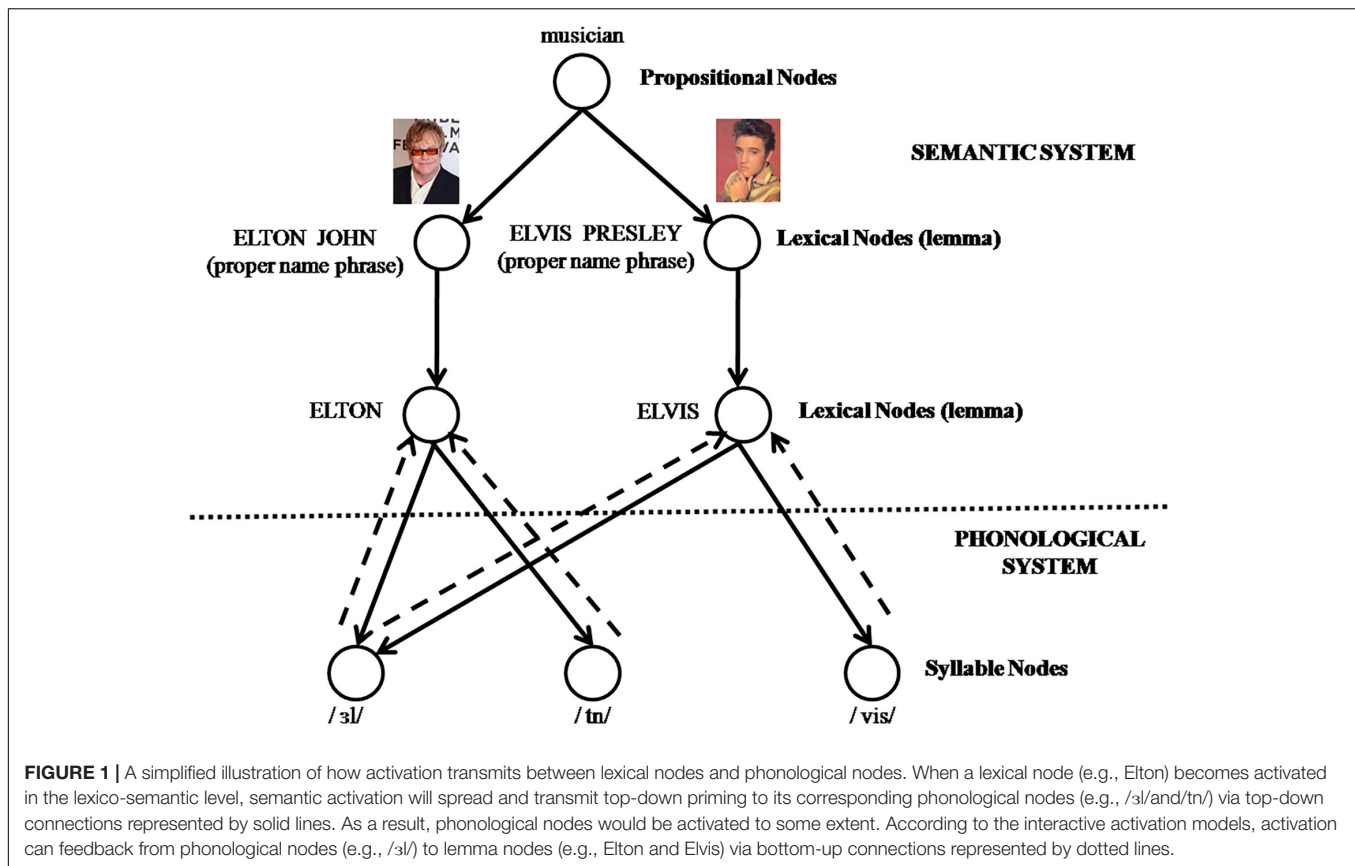 musician
Propositional Nodes
SEMANTIC SYSTEM
ELTON JOHN
(proper name phrase)
ELVIS PRESLEY
(proper name phrase)
Lexical Nodes (lemma)
ELTON
ELVIS
Lexical Nodes (lemma)
PHONOLOGICAL
SYSTEM
Syllable Nodes
/ɜl/
/tn/
/vis/
FIGURE 1 | A simplified illustration of how activation transmits between lexical nodes and phonological nodes. When a lexical node (e.g., Elton) becomes activated
in the lexico-semantic level, semantic activation will spread and transmit top-down priming to its corresponding phonological nodes (e.g., /ɜl/and/tn/) via top-down
connections represented by solid lines. As a result, phonological nodes would be activated to some extent. According to the interactive activation models, activation
can feedback from phonological nodes (e.g., /ɜl/) to lemma nodes (e.g., Elton and Elvis) via bottom-up connections represented by dotted lines.